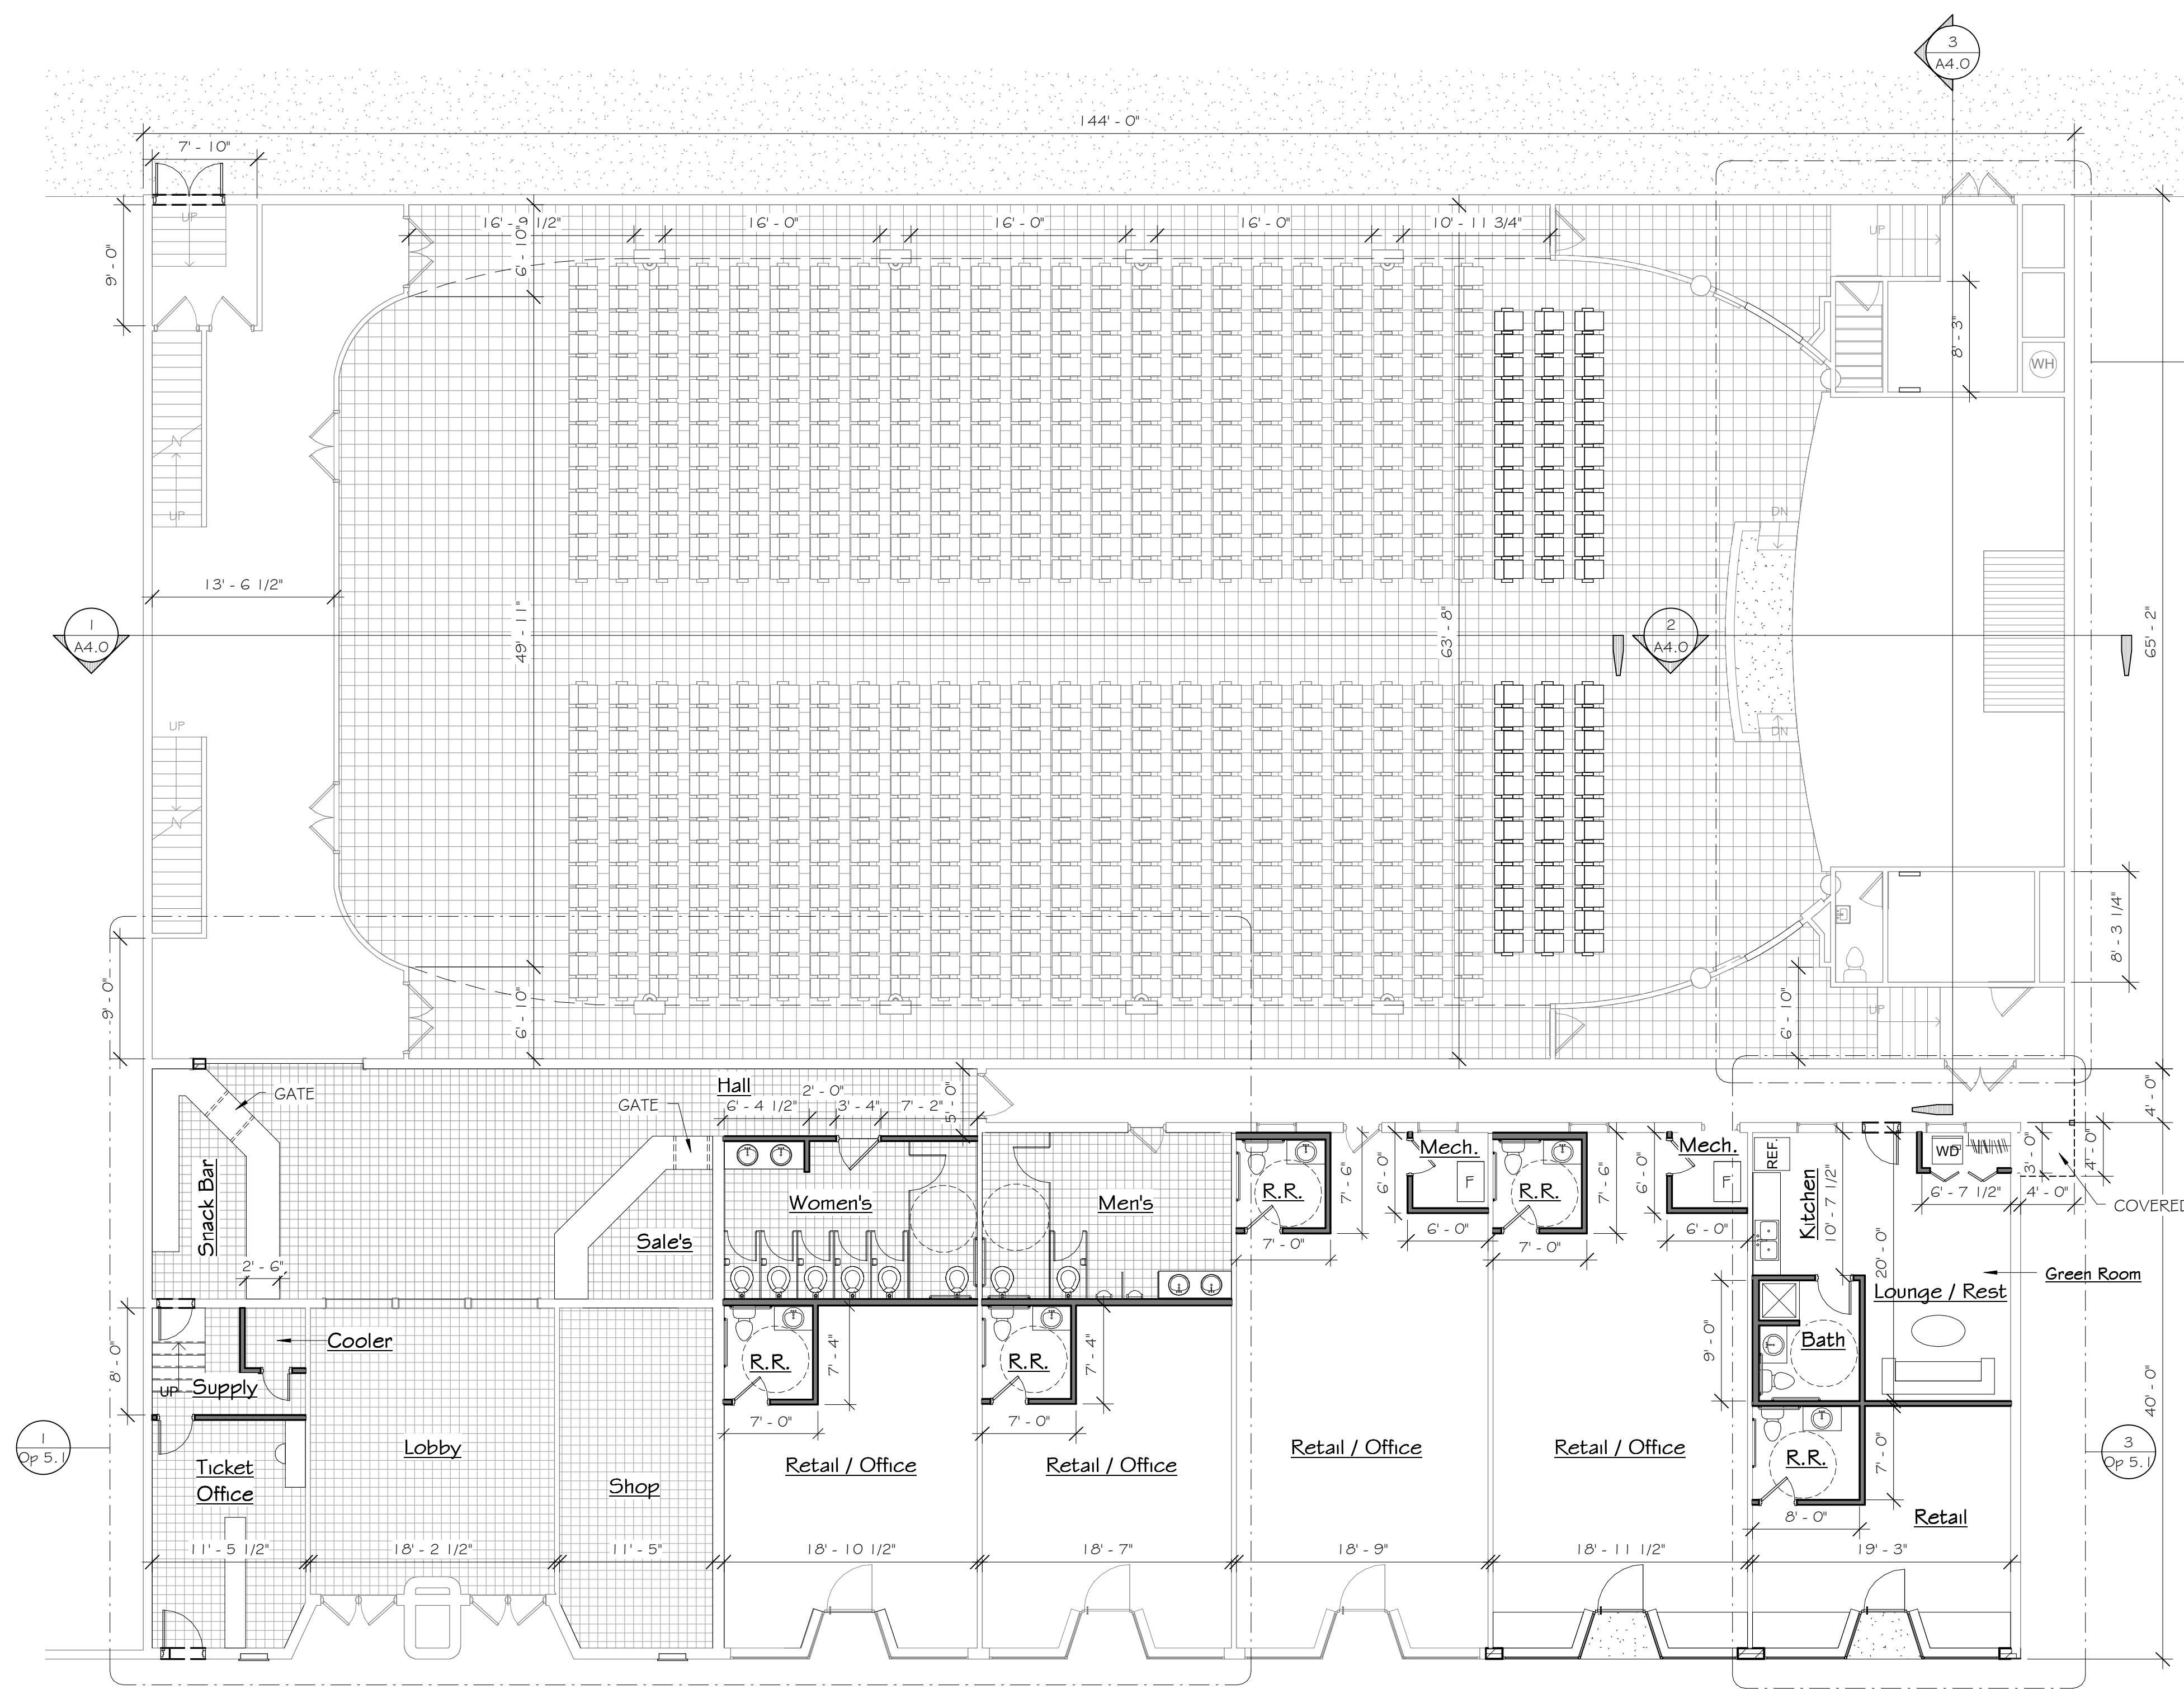 3
A4.0
144' - 0"
7' - 10"
UP
16' - 9 1/2"
16' - 0"
16' - 0"
16' - 0"
10' - 11 3/4"
UP
6' - 10"
9' - 0"
8' - 3"
WH
N
UP
DN
13' - 6 1/2"
49' - 11"
63' - 8"
65' - 2"
1
A4.0
2
A4.0
UP
DN
N
8' - 3 1/4"
9' - 0"
6' - 10"
6' - 10"
UP
Hall
GATE
GATE
2' - 0"
6' - 4 1/2"
3' - 4"
7' - 2"
5' - 0"
4' - 0"
Mech.
Mech.
REF.
WD
3' - 0"
4' - 0"
F
F
6' - 0"
7' - 6"
6' - 0"
7' - 6"
R.R.
R.R.
Women's
Men's
Snack Bar
Kitchen
10' - 7 1/2"
6' - 7 1/2"
4' - 0"
COVERED
6' - 0"
6' - 0"
Sale's
7' - 0"
7' - 0"
20' - 0"
2' - 6"
Green Room
Lounge / Rest
Cooler
8' - 0"
R.R.
7' - 4"
R.R.
7' - 4"
9' - 0"
Bath
UP
Supply
7' - 0"
7' - 0"
40' - 0"
1
Op 5.1
Lobby
Retail / Office
Retail / Office
Retail / Office
Retail / Office
R.R.
7' - 0"
3
Op 5.1
Ticket
Office
Shop
8' - 0"
Retail
11' - 5 1/2"
18' - 2 1/2"
11' - 5"
18' - 10 1/2"
18' - 7"
18' - 9"
18' - 11 1/2"
19' - 3"